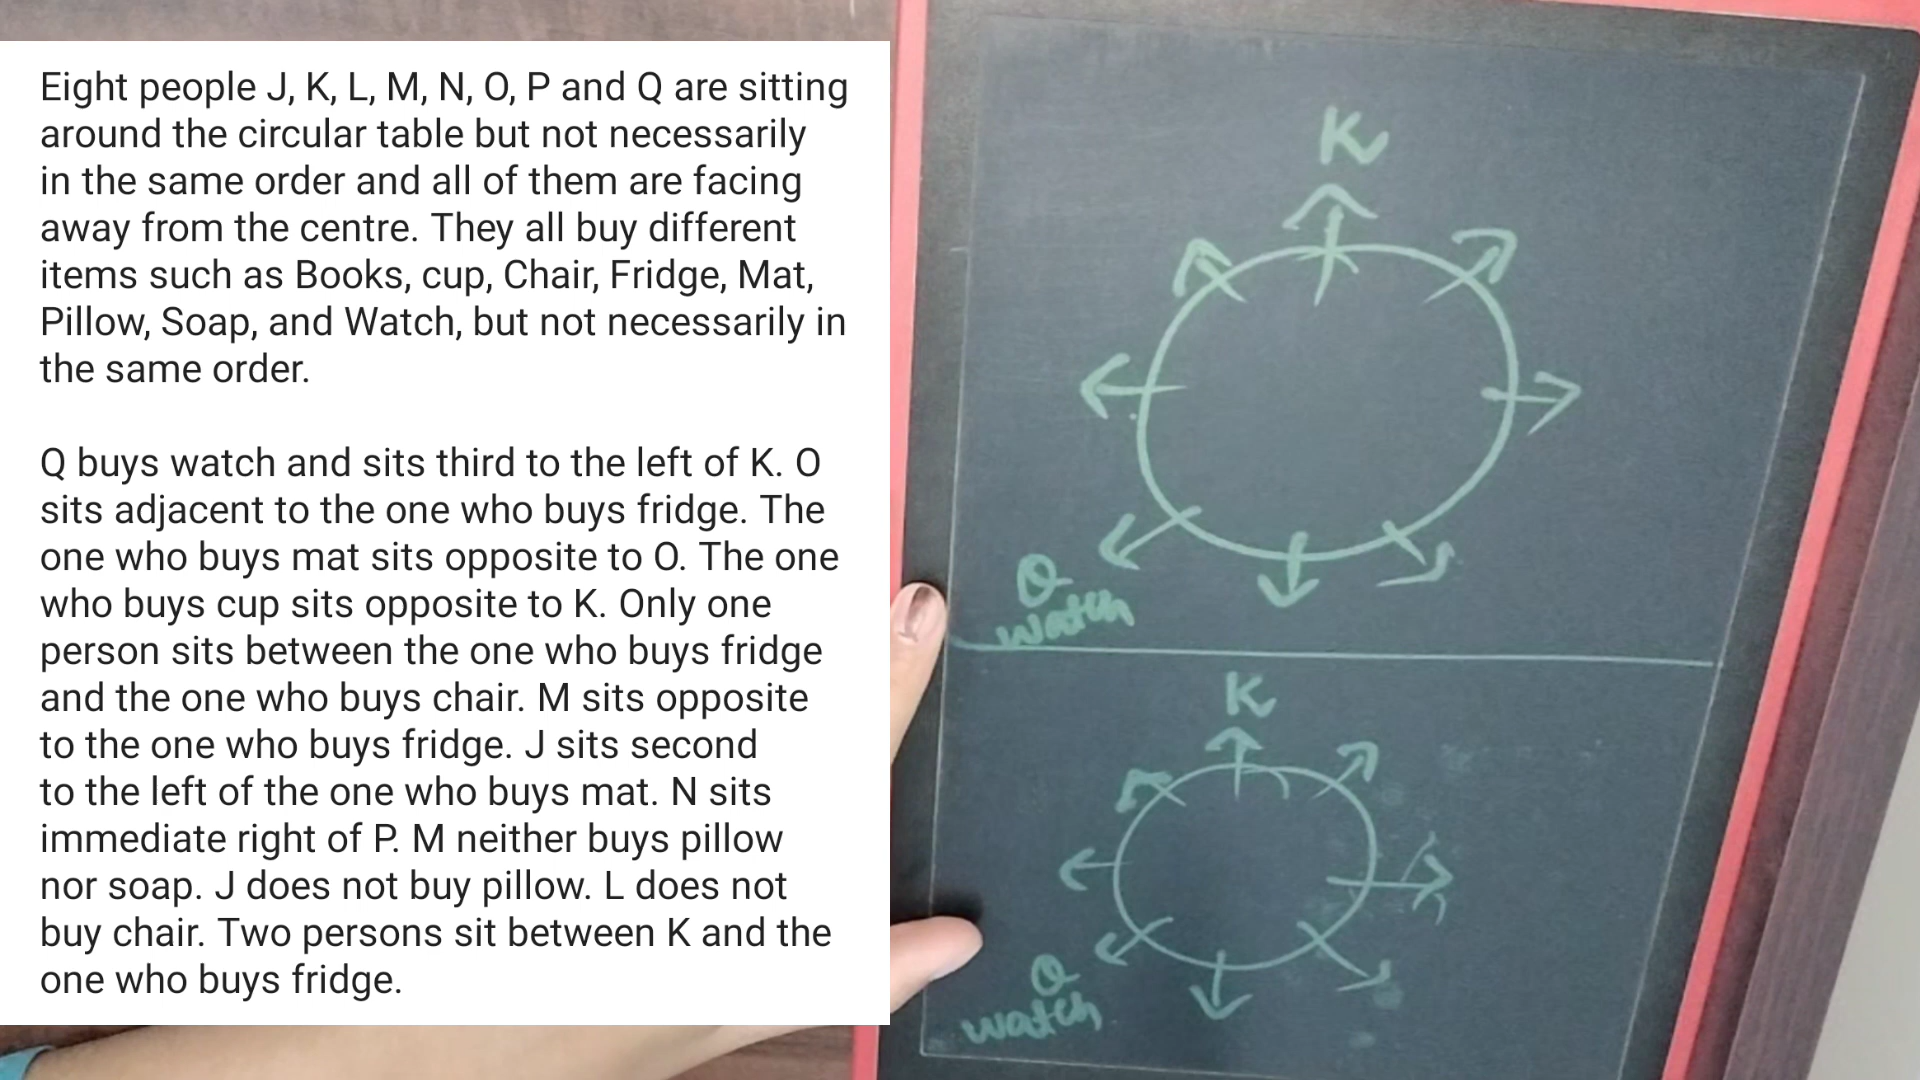 Eight people J, K, L, M, N, O, P and Q are sitting
around the circular table but not necessarily
in the same order and all of them are facing
away from the centre. They all buy different
items such as Books, cup, Chair, Fridge, Mat,
Pillow, Soap, and Watch, but not necessarily in
the same order.
Q buys watch and sits third to the left of K. O
sits adjacent to the one who buys fridge. The
one who buys mat sits opposite to O. The one
who buys cup sits opposite to K. Only one
person sits between the one who buys fridge
and the one who buys chair. M sits opposite
to the one who buys fridge. J sits second
to the left of the one who buys mat. N sits
immediate right of P. M neither buys pillow
nor soap. J does not buy pillow. L does not
buy chair. Two persons sit between K and the
one who buys fridge.
K
Q
watch
K
Q
watch